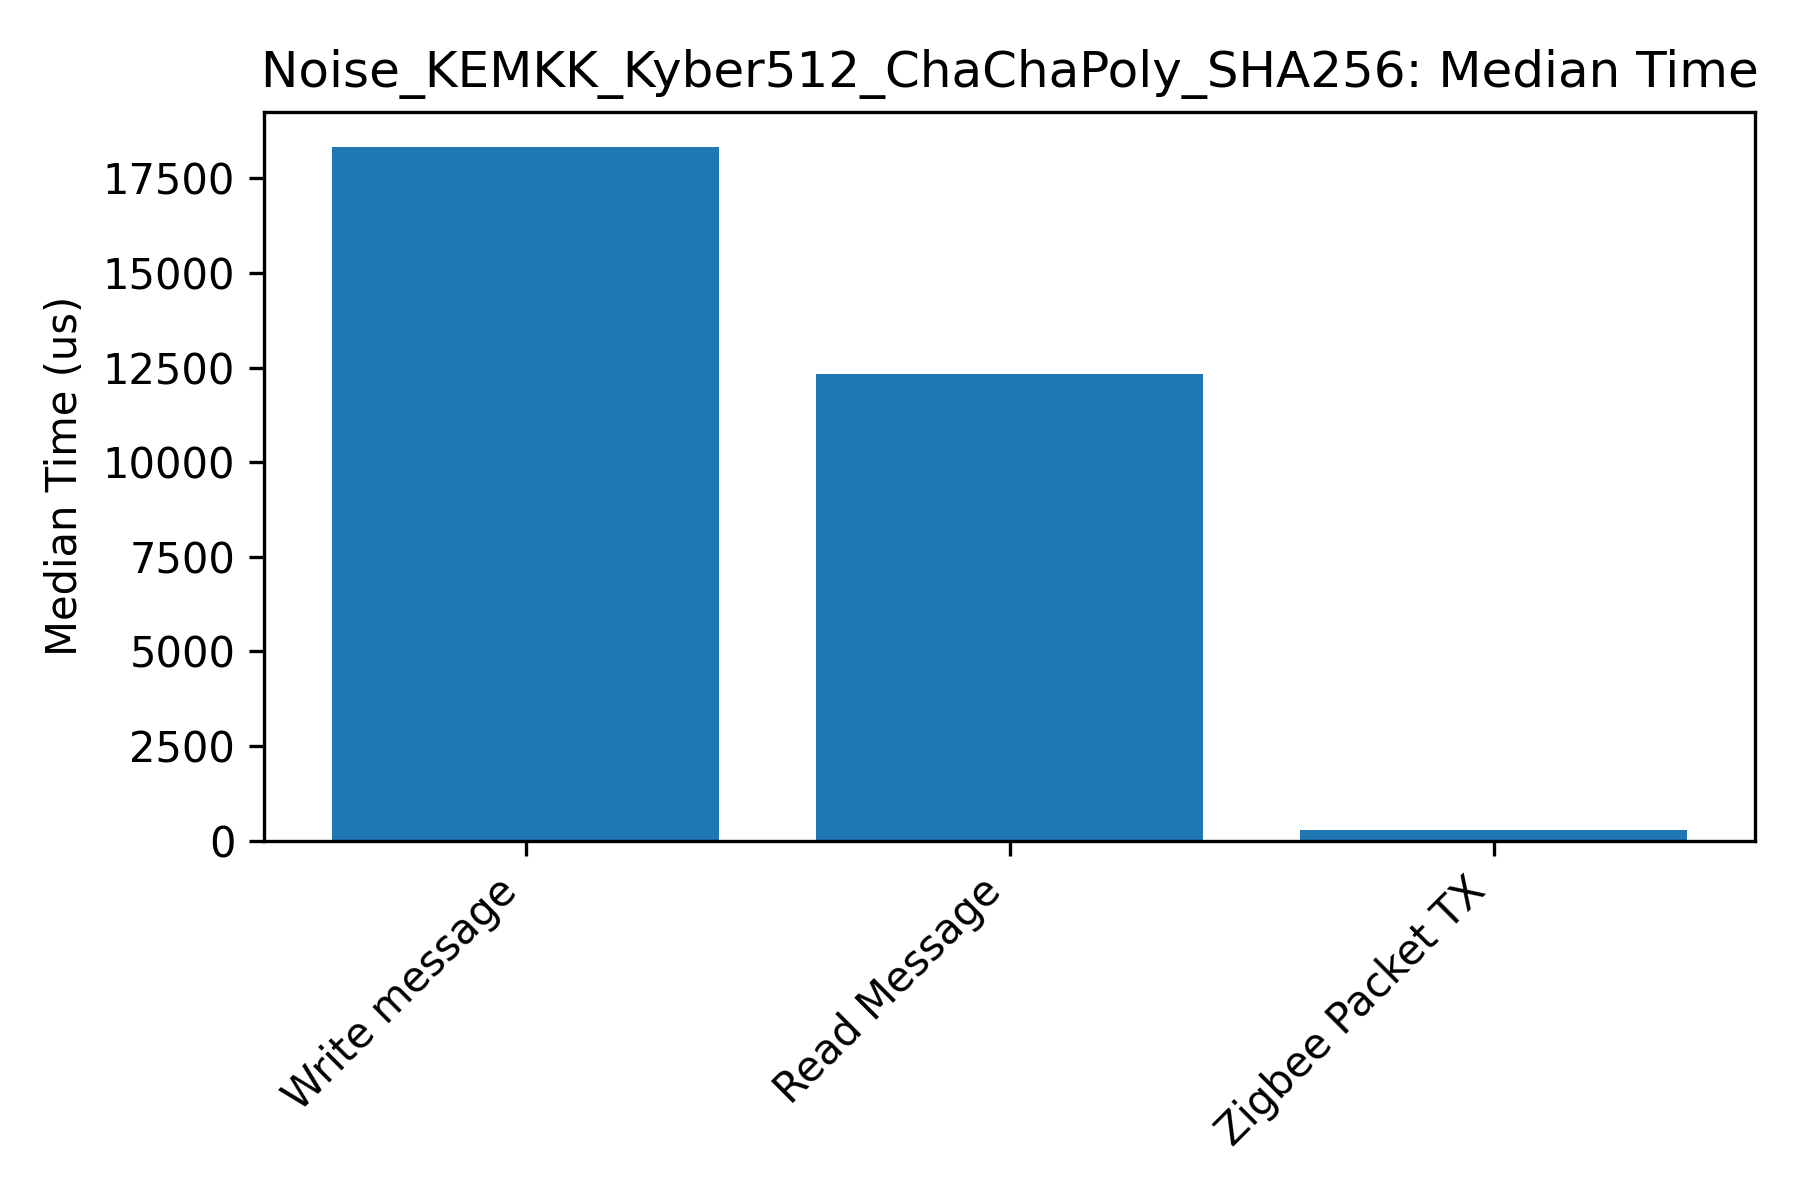 Noise_KEMKK_Kyber512_ChaChaPoly_SHA256: Median Time
Median Time (us)
17500
15000
12500
10000
7500
5000
2500
0
Write message
Read Message
Zigbee Packet TX